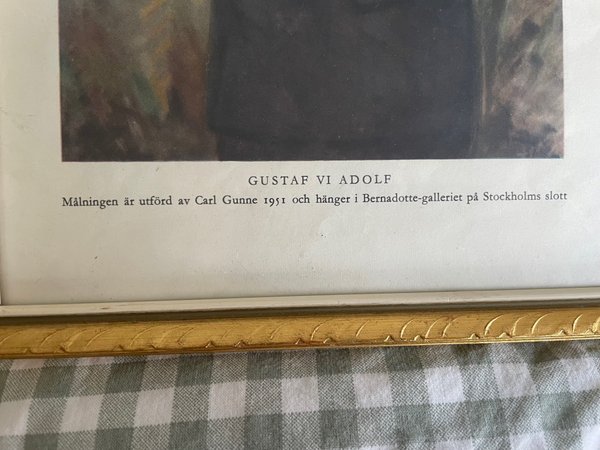 GUSTAF VI ADOLF
Målningen är utförd av Carl Gunne 1951 och hänger i Bernadotte-galleriet på Stockholms slott